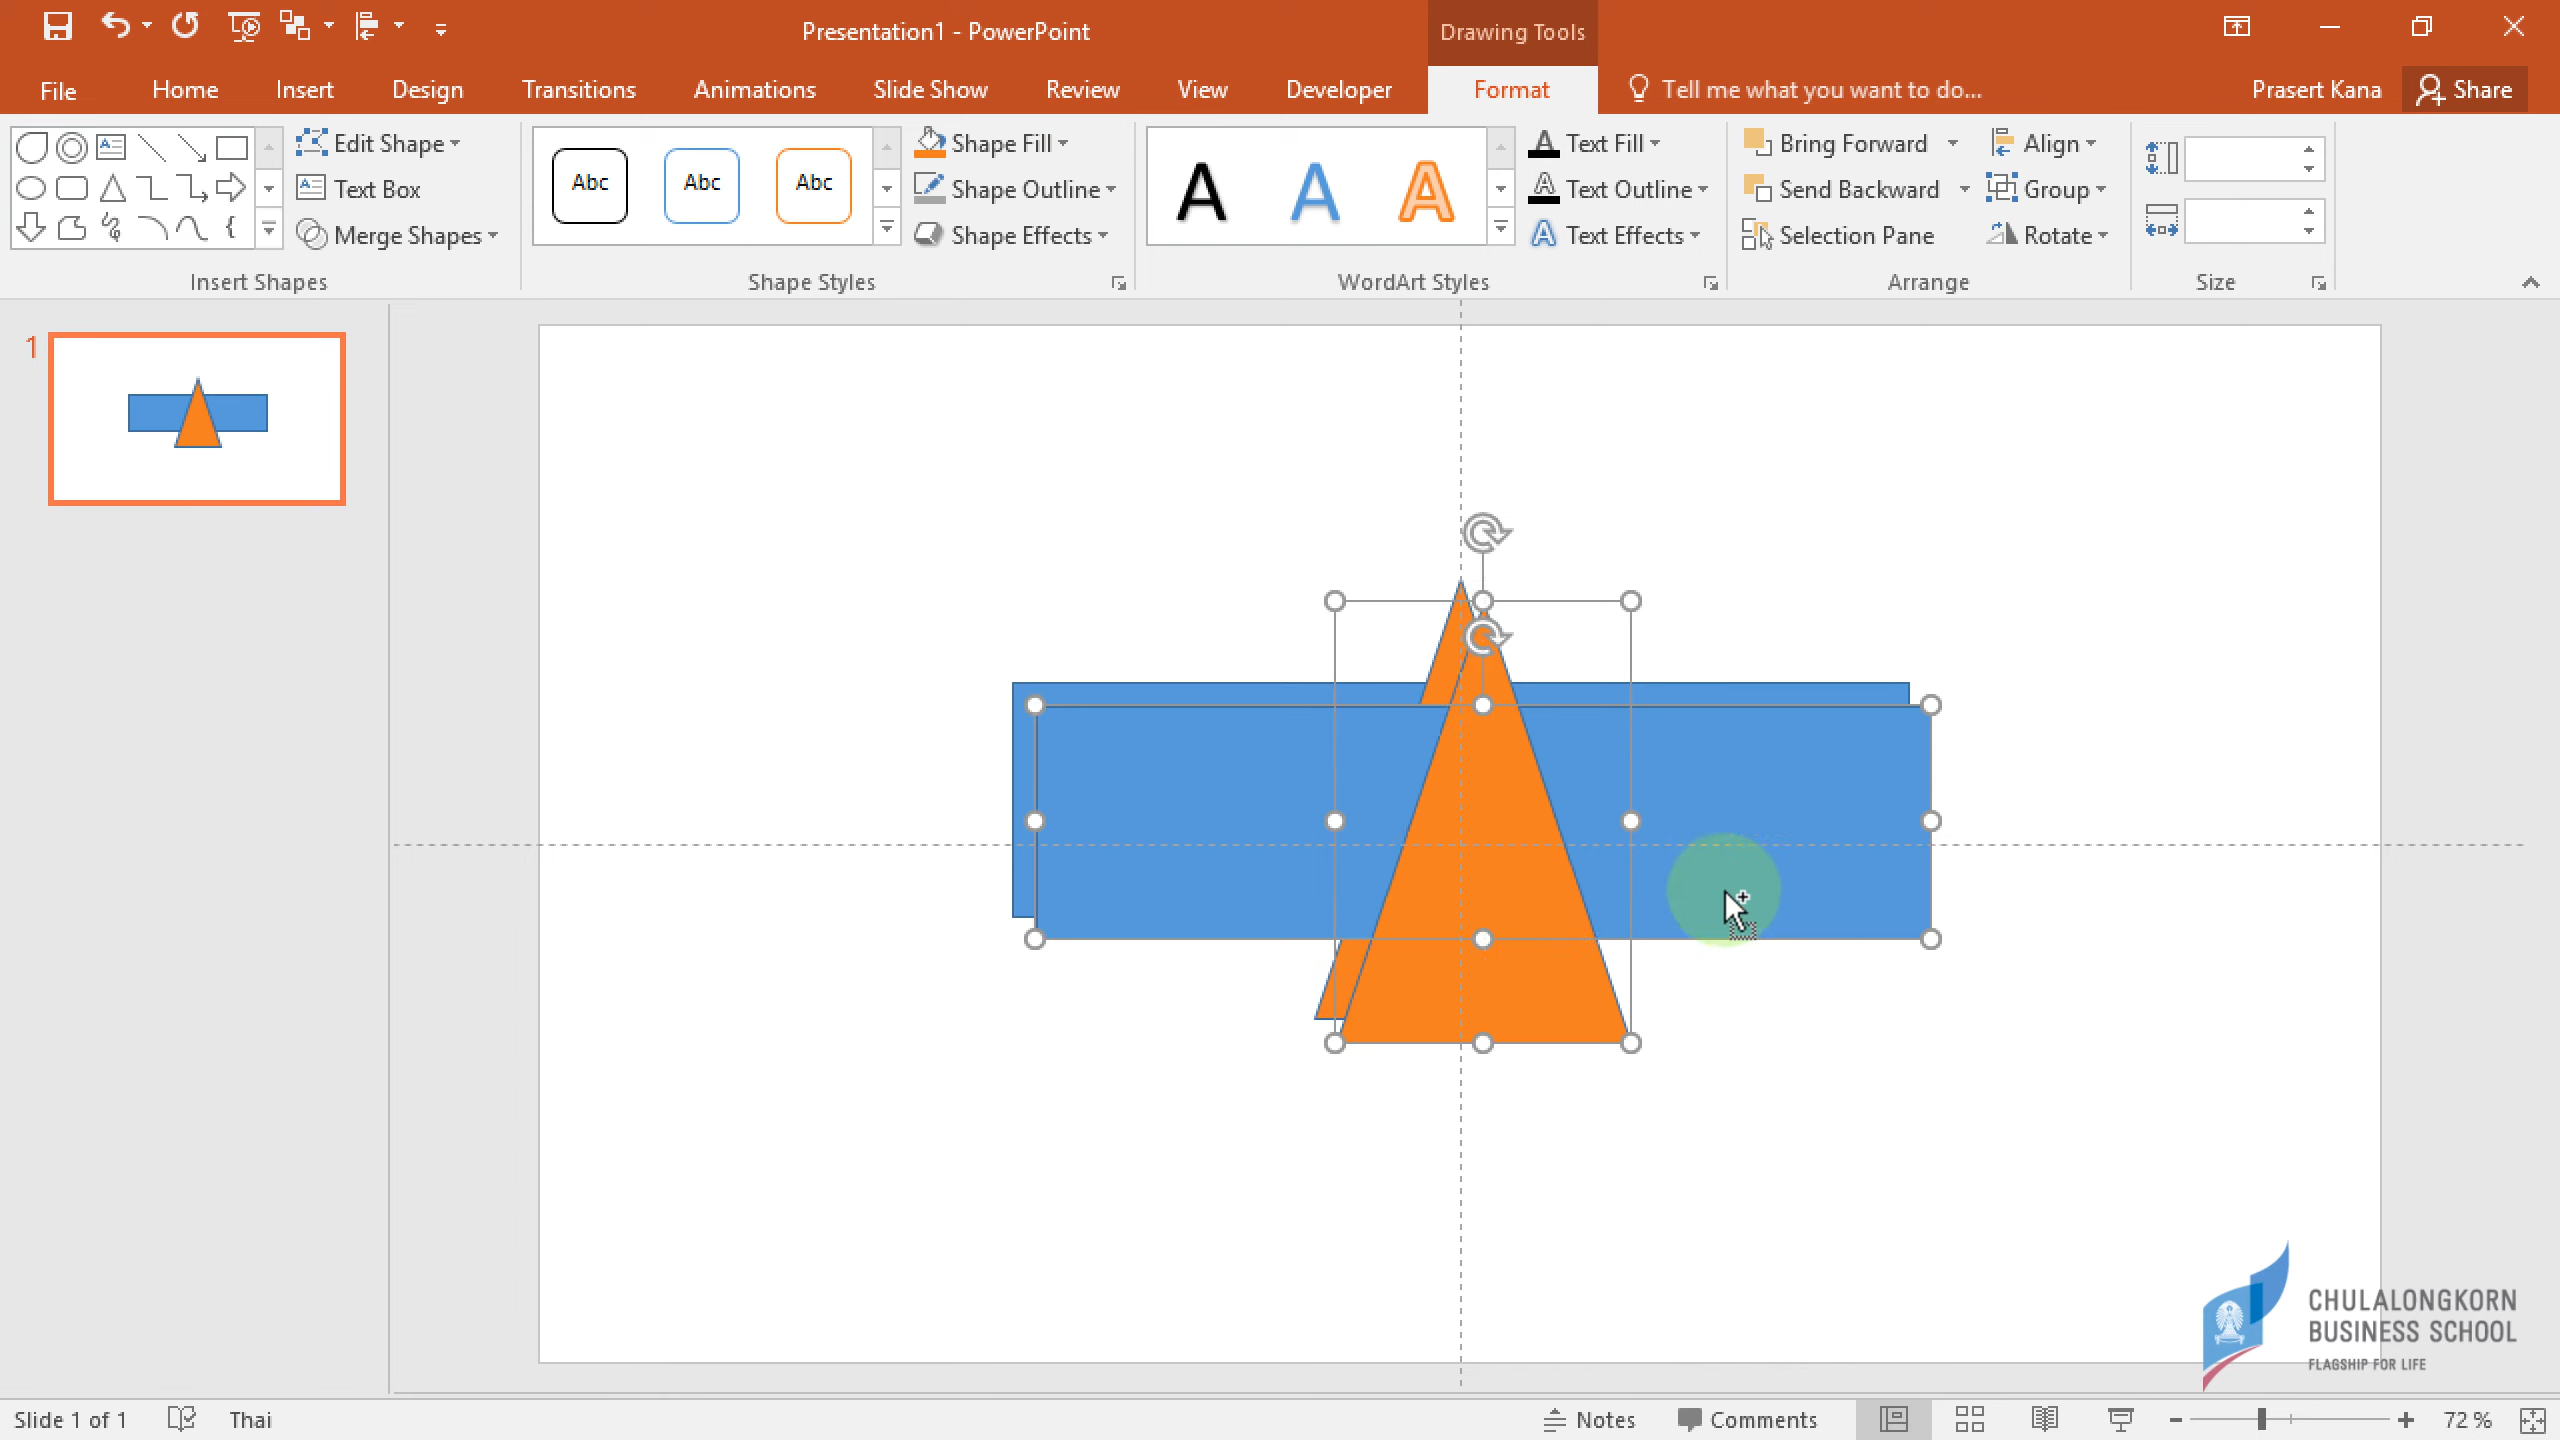 Presentation1 - PowerPoint
Drawing Tools
File
Home
Insert
Design
Transitions
Animations
Slide Show
Review
View
Developer
Format
Tell me what you want to do...
Prasert Kana
Share
Edit Shape
Text Box
Merge Shapes
Insert Shapes
Abc
Abc
Abc
Shape Fill
Shape Outline
Shape Effects
Shape Styles
A
A
A
Text Fill
Text Outline
Text Effects
WordArt Styles
Bring Forward
Send Backward
Selection Pane
Align
Group
Rotate
Arrange
Size
1
CHULALONGKORN
BUSINESS SCHOOL
FLAGSHIP FOR LIFE
Slide 1 of 1
Thai
Notes
Comments
72 %